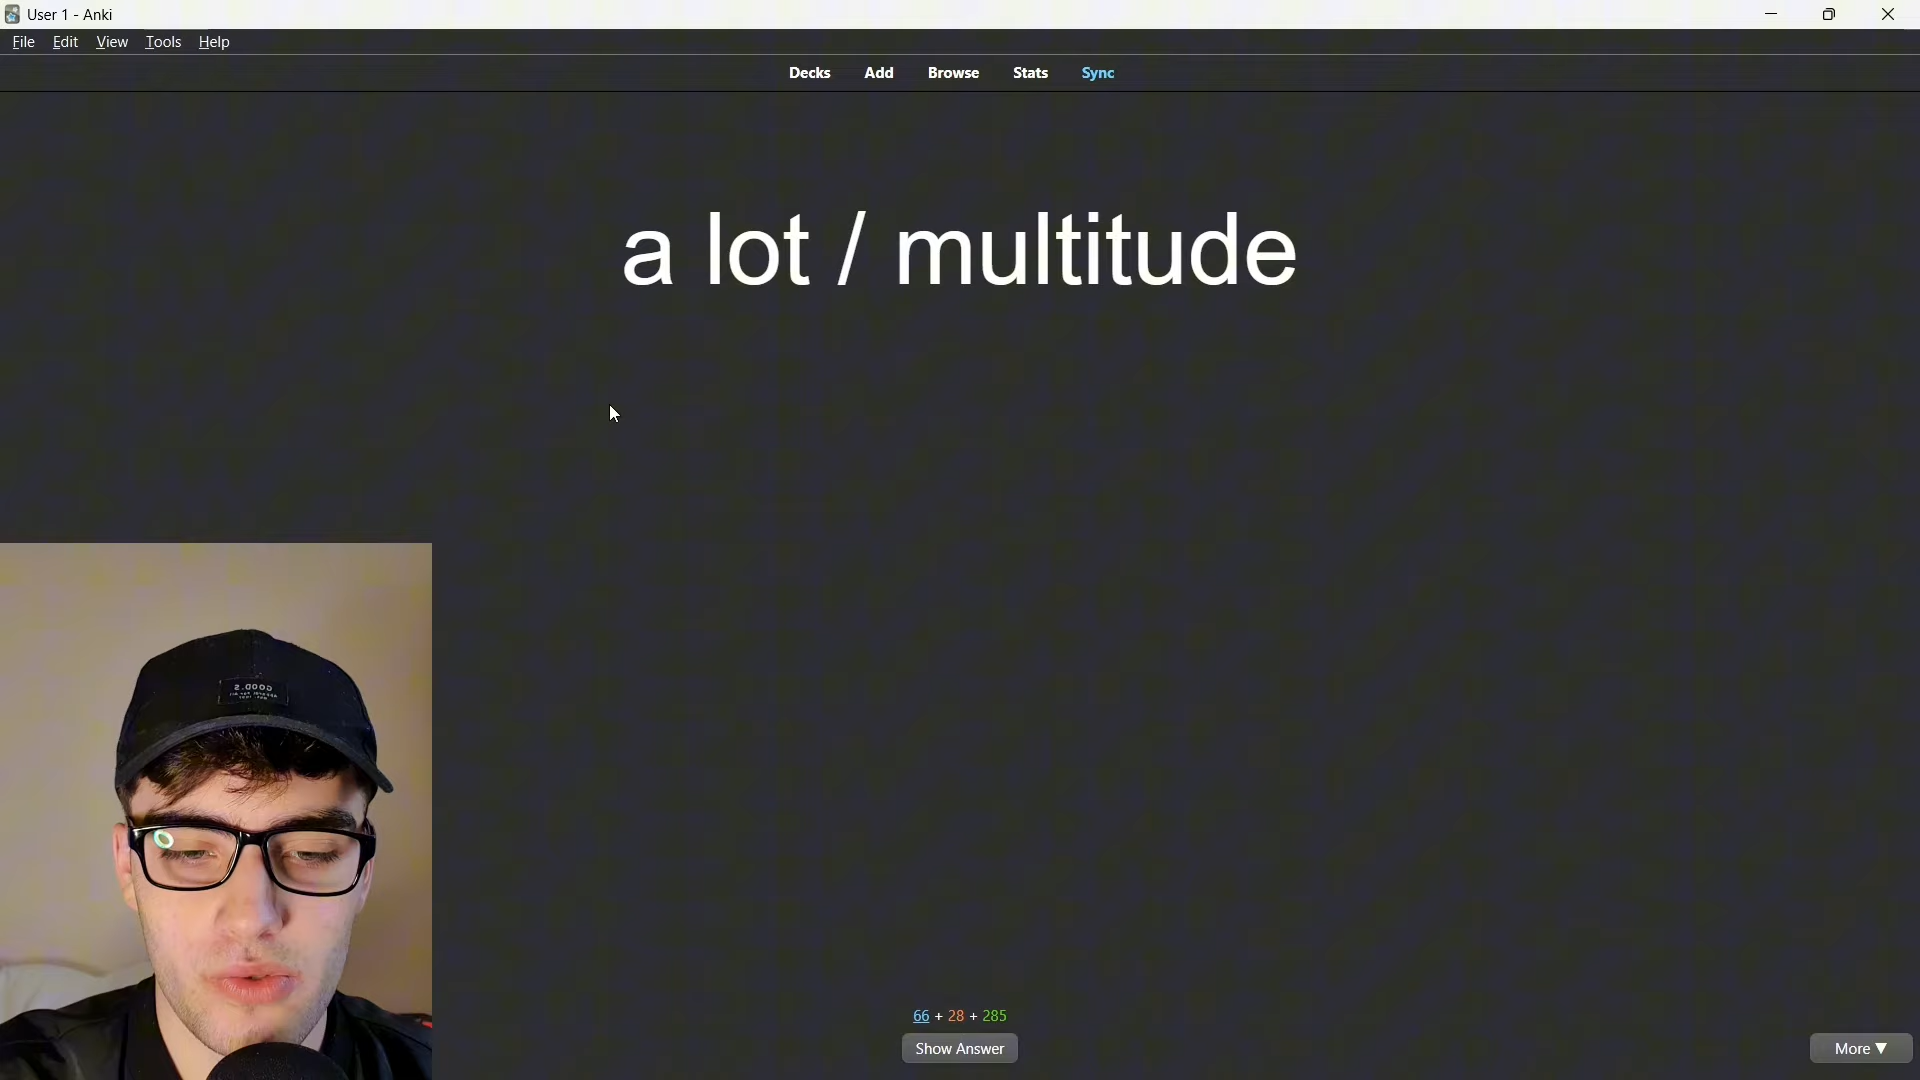 User 1 - Anki
File Edit View Tools Help
Decks Add Browse Stats Sync
a lot / multitude
66 + 28 + 285
Show Answer
More ▼